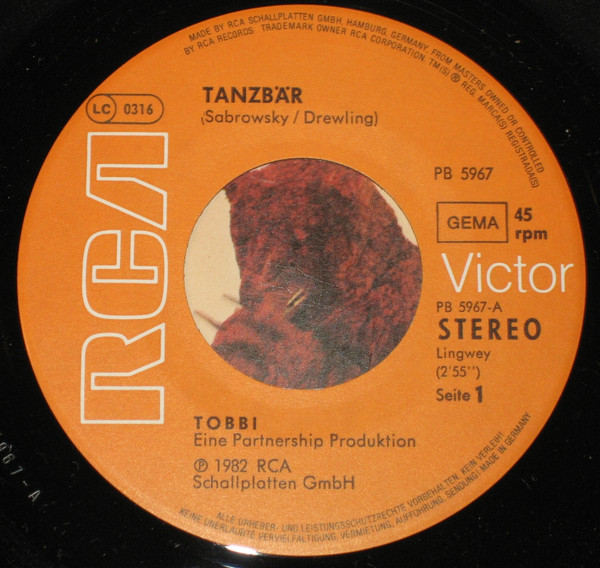 MADE BY RCA SCHALLPLATTEN GMBH, HAMBURG, GERMANY, FROM MASTERS OWNED OR CONTROLLED
BY RCA RECORDS TRADEMARK OWNER RCA CORPORATION. TM(S) ® REG. MARCA(S) REGISTRADA(S)
TANZBÄR
(Sabrowsky / Drewling)
LC 0316
RCA
PB 5967
GEMA
45
rpm
Victor
PB 5967-A
STEREO
Lingwey
(2'55'')
Seite 1
TOBBI
Eine Partnership Produktion
℗ 1982 RCA
Schallplatten GmbH
ALLE URHEBER- UND LEISTUNGSSCHUTZRECHTE VORBEHALTEN. KEIN VERLEIH!
KEINE UNERLAUBTE VERVIELFÄLTIGUNG, VERMIETUNG, AUFFÜHRUNG, SENDUNG! MADE IN GERMANY